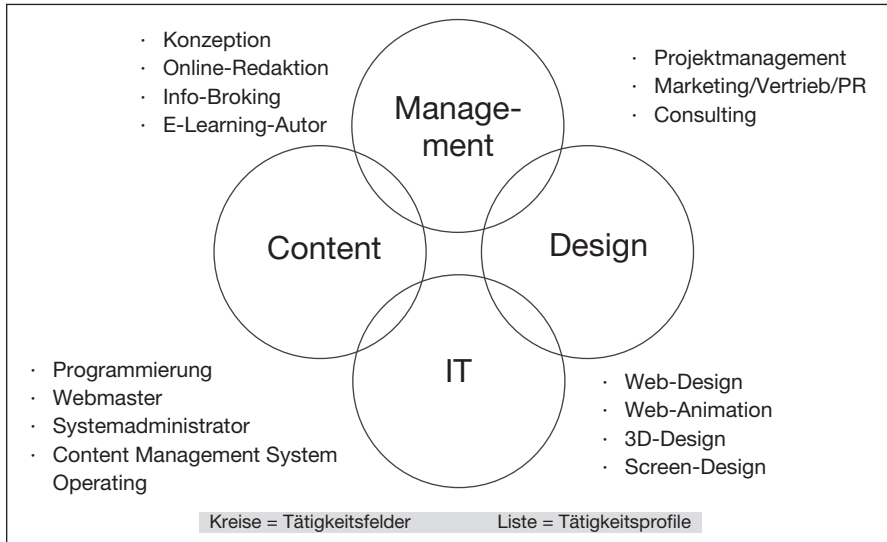 · Konzeption
· Online-Redaktion
· Info-Broking
· E-Learning-Autor
· Projektmanagement
· Marketing/Vertrieb/PR
· Consulting
Manage-
ment
Content
Design
IT
· Programmierung
· Webmaster
· Systemadministrator
· Content Management System
Operating
· Web-Design
· Web-Animation
· 3D-Design
· Screen-Design
Kreise = Tätigkeitsfelder Liste = Tätigkeitsprofile